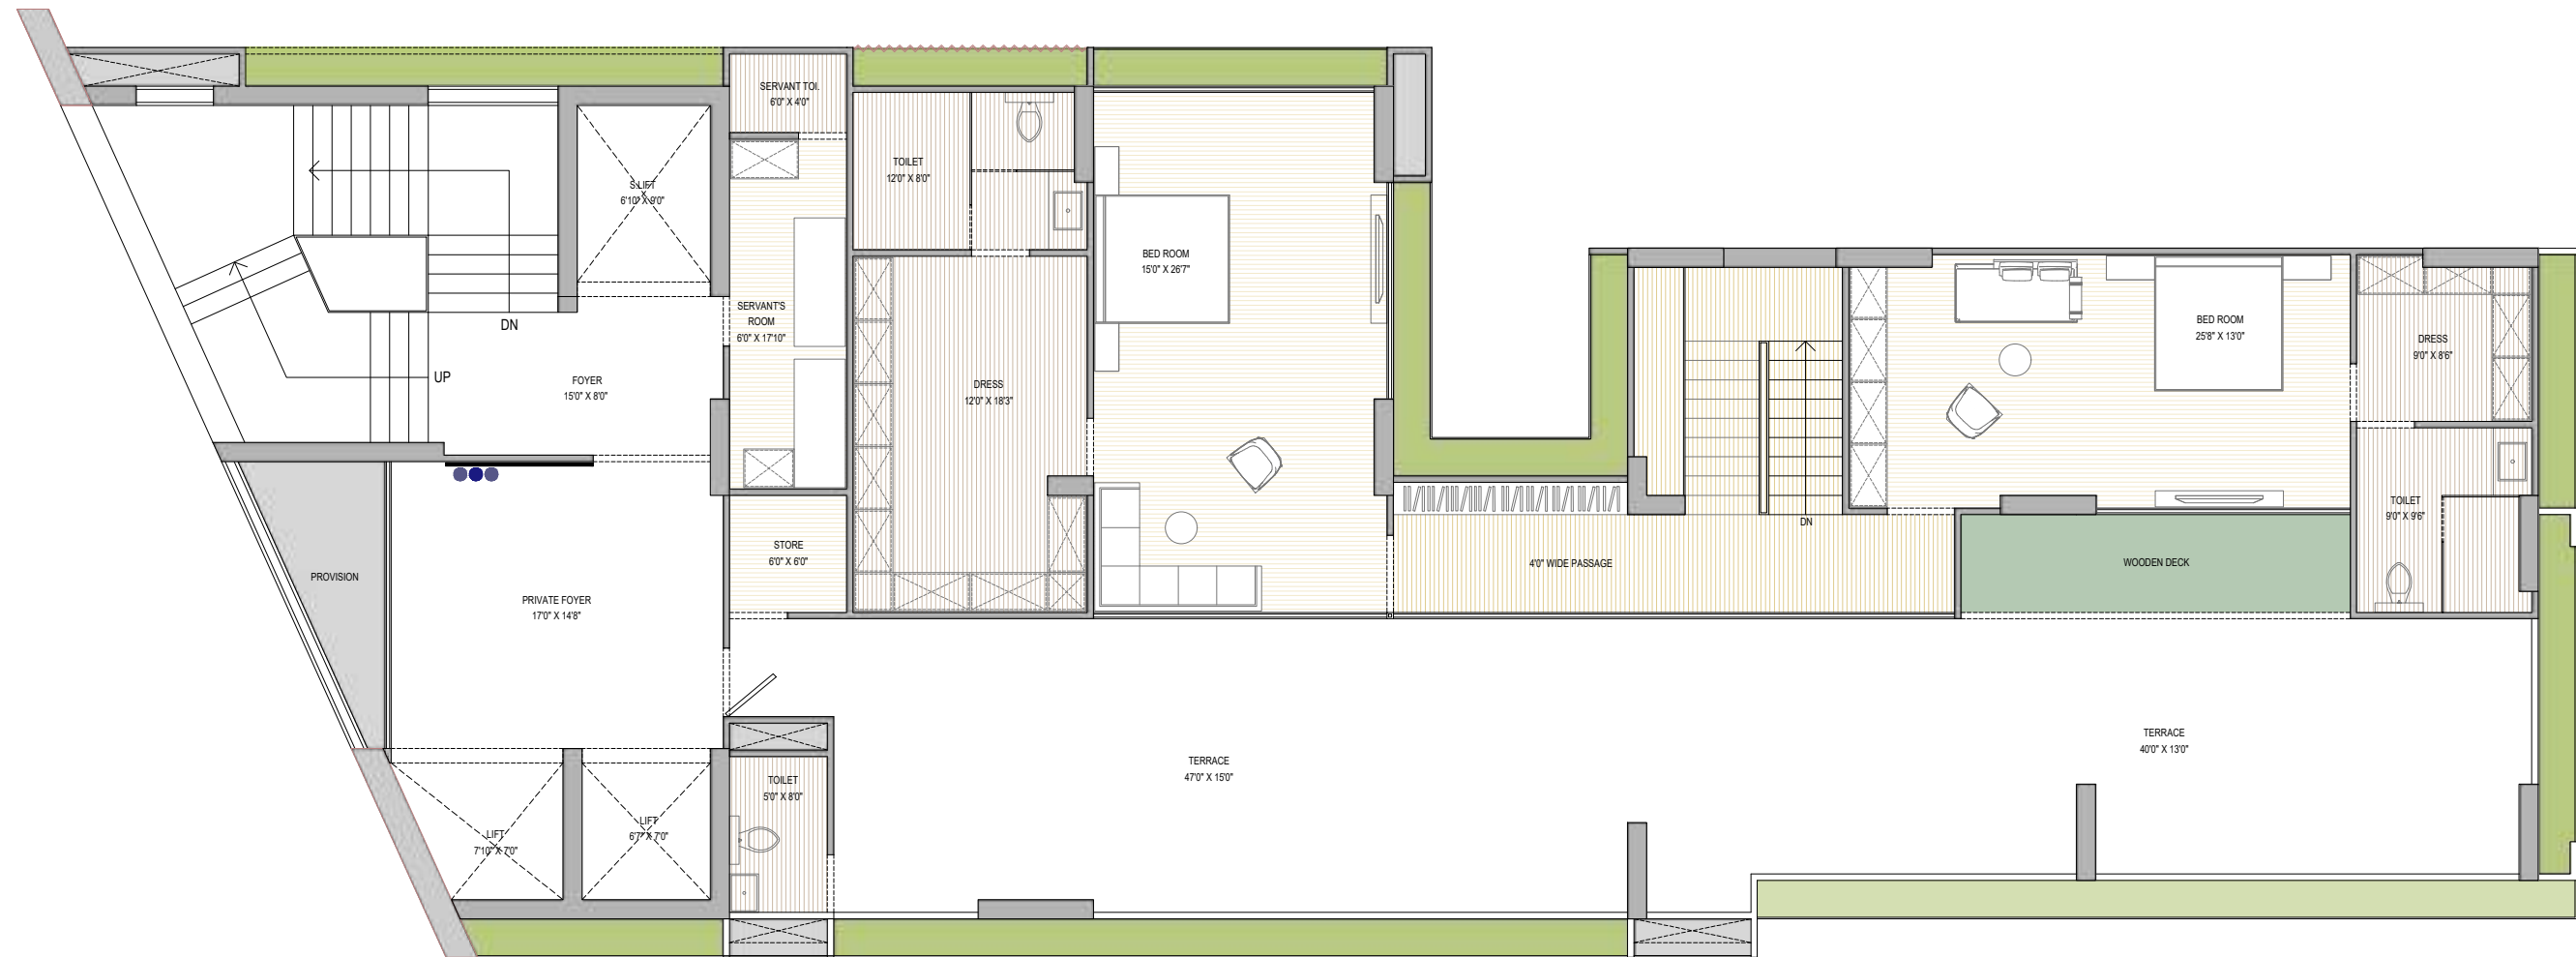 SERVANT TOI.
6'0" X 4'0"
TOILET
12'0" X 8'0"
S.LIFT
6'10" X 9'0"
BED ROOM
15'0" X 26'7"
SERVANT'S
ROOM
6'0" X 17'10"
DN
UP
FOYER
15'0" X 8'0"
DRESS
12'0" X 18'3"
BED ROOM
25'8" X 13'0"
DRESS
9'0" X 8'6"
TOILET
9'0" X 9'6"
DN
STORE
6'0" X 6'0"
4'0" WIDE PASSAGE
WOODEN DECK
PROVISION
PRIVATE FOYER
17'0" X 14'8"
TERRACE
47'0" X 15'0"
TERRACE
40'0" X 13'0"
TOILET
5'0" X 8'0"
LIFT
7'10" X 7'0"
LIFT
6'7" X 7'0"